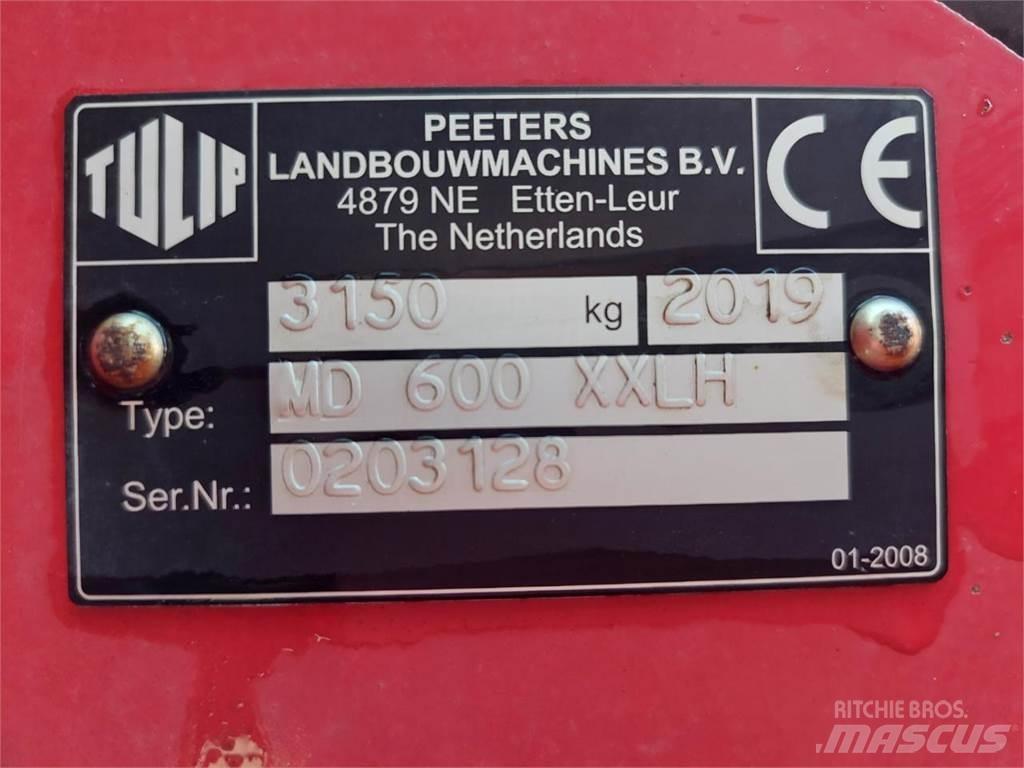 TULIP
PEETERS
LANDBOUWMACHINES B.V.
4879 NE Etten-Leur
The Netherlands
CE
3150 kg 2019
Type: MD 600 XXLH
Ser.Nr.: 0203128
01-2008
RITCHIE BROS.
MASCUS